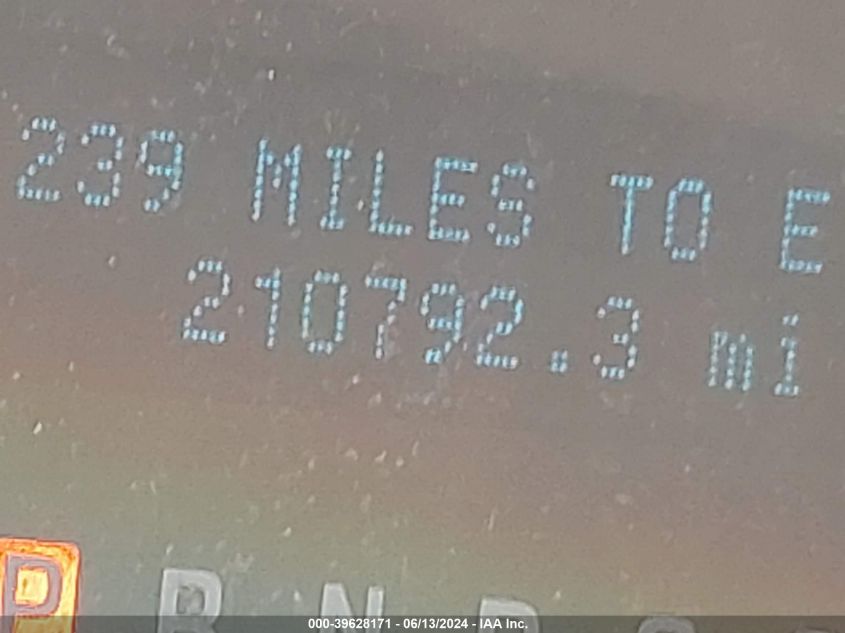 239 MILES TO E
210792.3 mi
P R N D
000-39628171 - 06/13/2024 - IAA Inc.